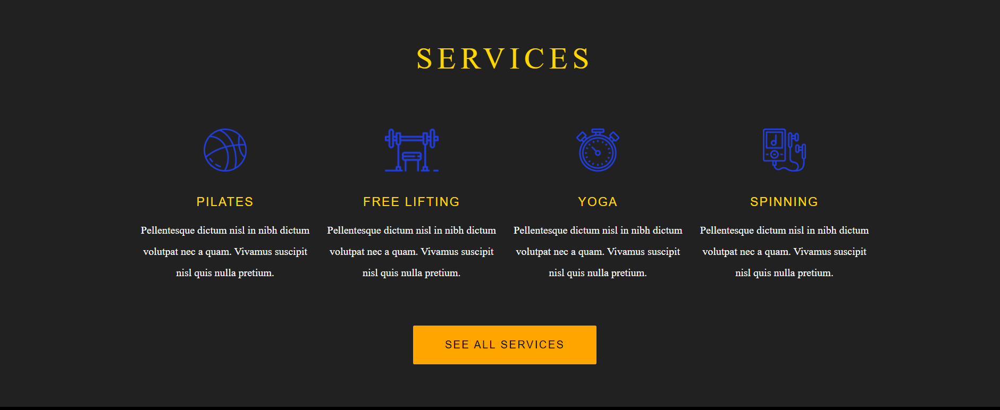 SERVICES
PILATES
Pellentesque dictum nisl in nibh dictum
volutpat nec a quam. Vivamus suscipit
nisl quis nulla pretium.
FREE LIFTING
Pellentesque dictum nisl in nibh dictum
volutpat nec a quam. Vivamus suscipit
nisl quis nulla pretium.
YOGA
Pellentesque dictum nisl in nibh dictum
volutpat nec a quam. Vivamus suscipit
nisl quis nulla pretium.
SPINNING
Pellentesque dictum nisl in nibh dictum
volutpat nec a quam. Vivamus suscipit
nisl quis nulla pretium.
SEE ALL SERVICES